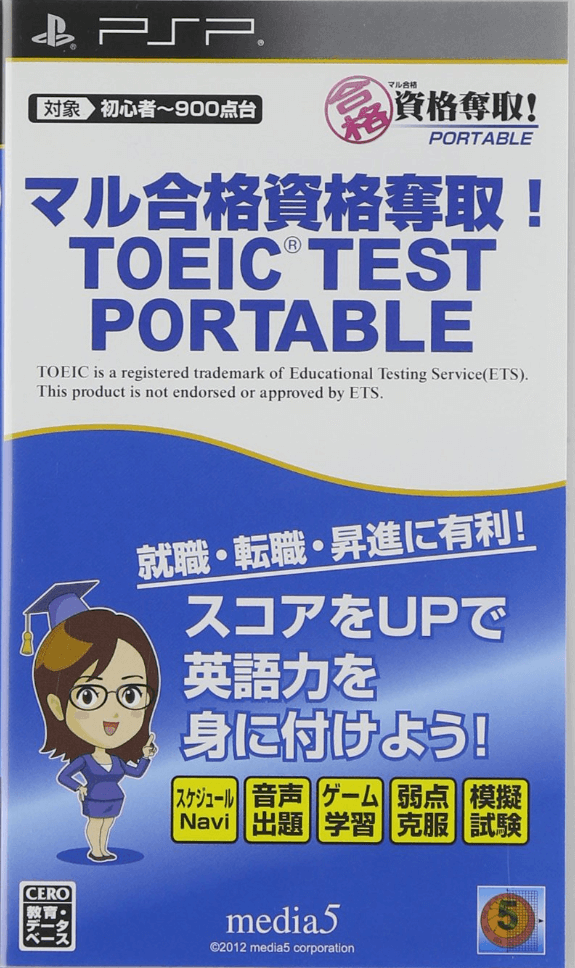 PSP®
対象 初心者〜900点台
マル合格
合格
資格奪取!
PORTABLE
マル合格資格奪取!
TOEIC® TEST
PORTABLE
TOEIC is a registered trademark of Educational Testing Service(ETS).
This product is not endorsed or approved by ETS.
就職・転職・昇進に有利!
スコアをUPで
英語力を
身に付けよう!
スケジュール
Navi
音声
出題
ゲーム
学習
弱点
克服
模擬
試験
CERO
教育・
データ
ベース
media5
©2012 media5 corporation
5